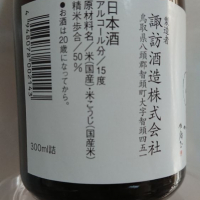 製造者
諏訪酒造株式会社
鳥取県八頭郡智頭町大字智頭四五一
日本酒
アルコール分/15度
原材料名/米(国産)・米こうじ(国産米)
精米歩合/50%
●お酒は20歳になってから。
300ml詰